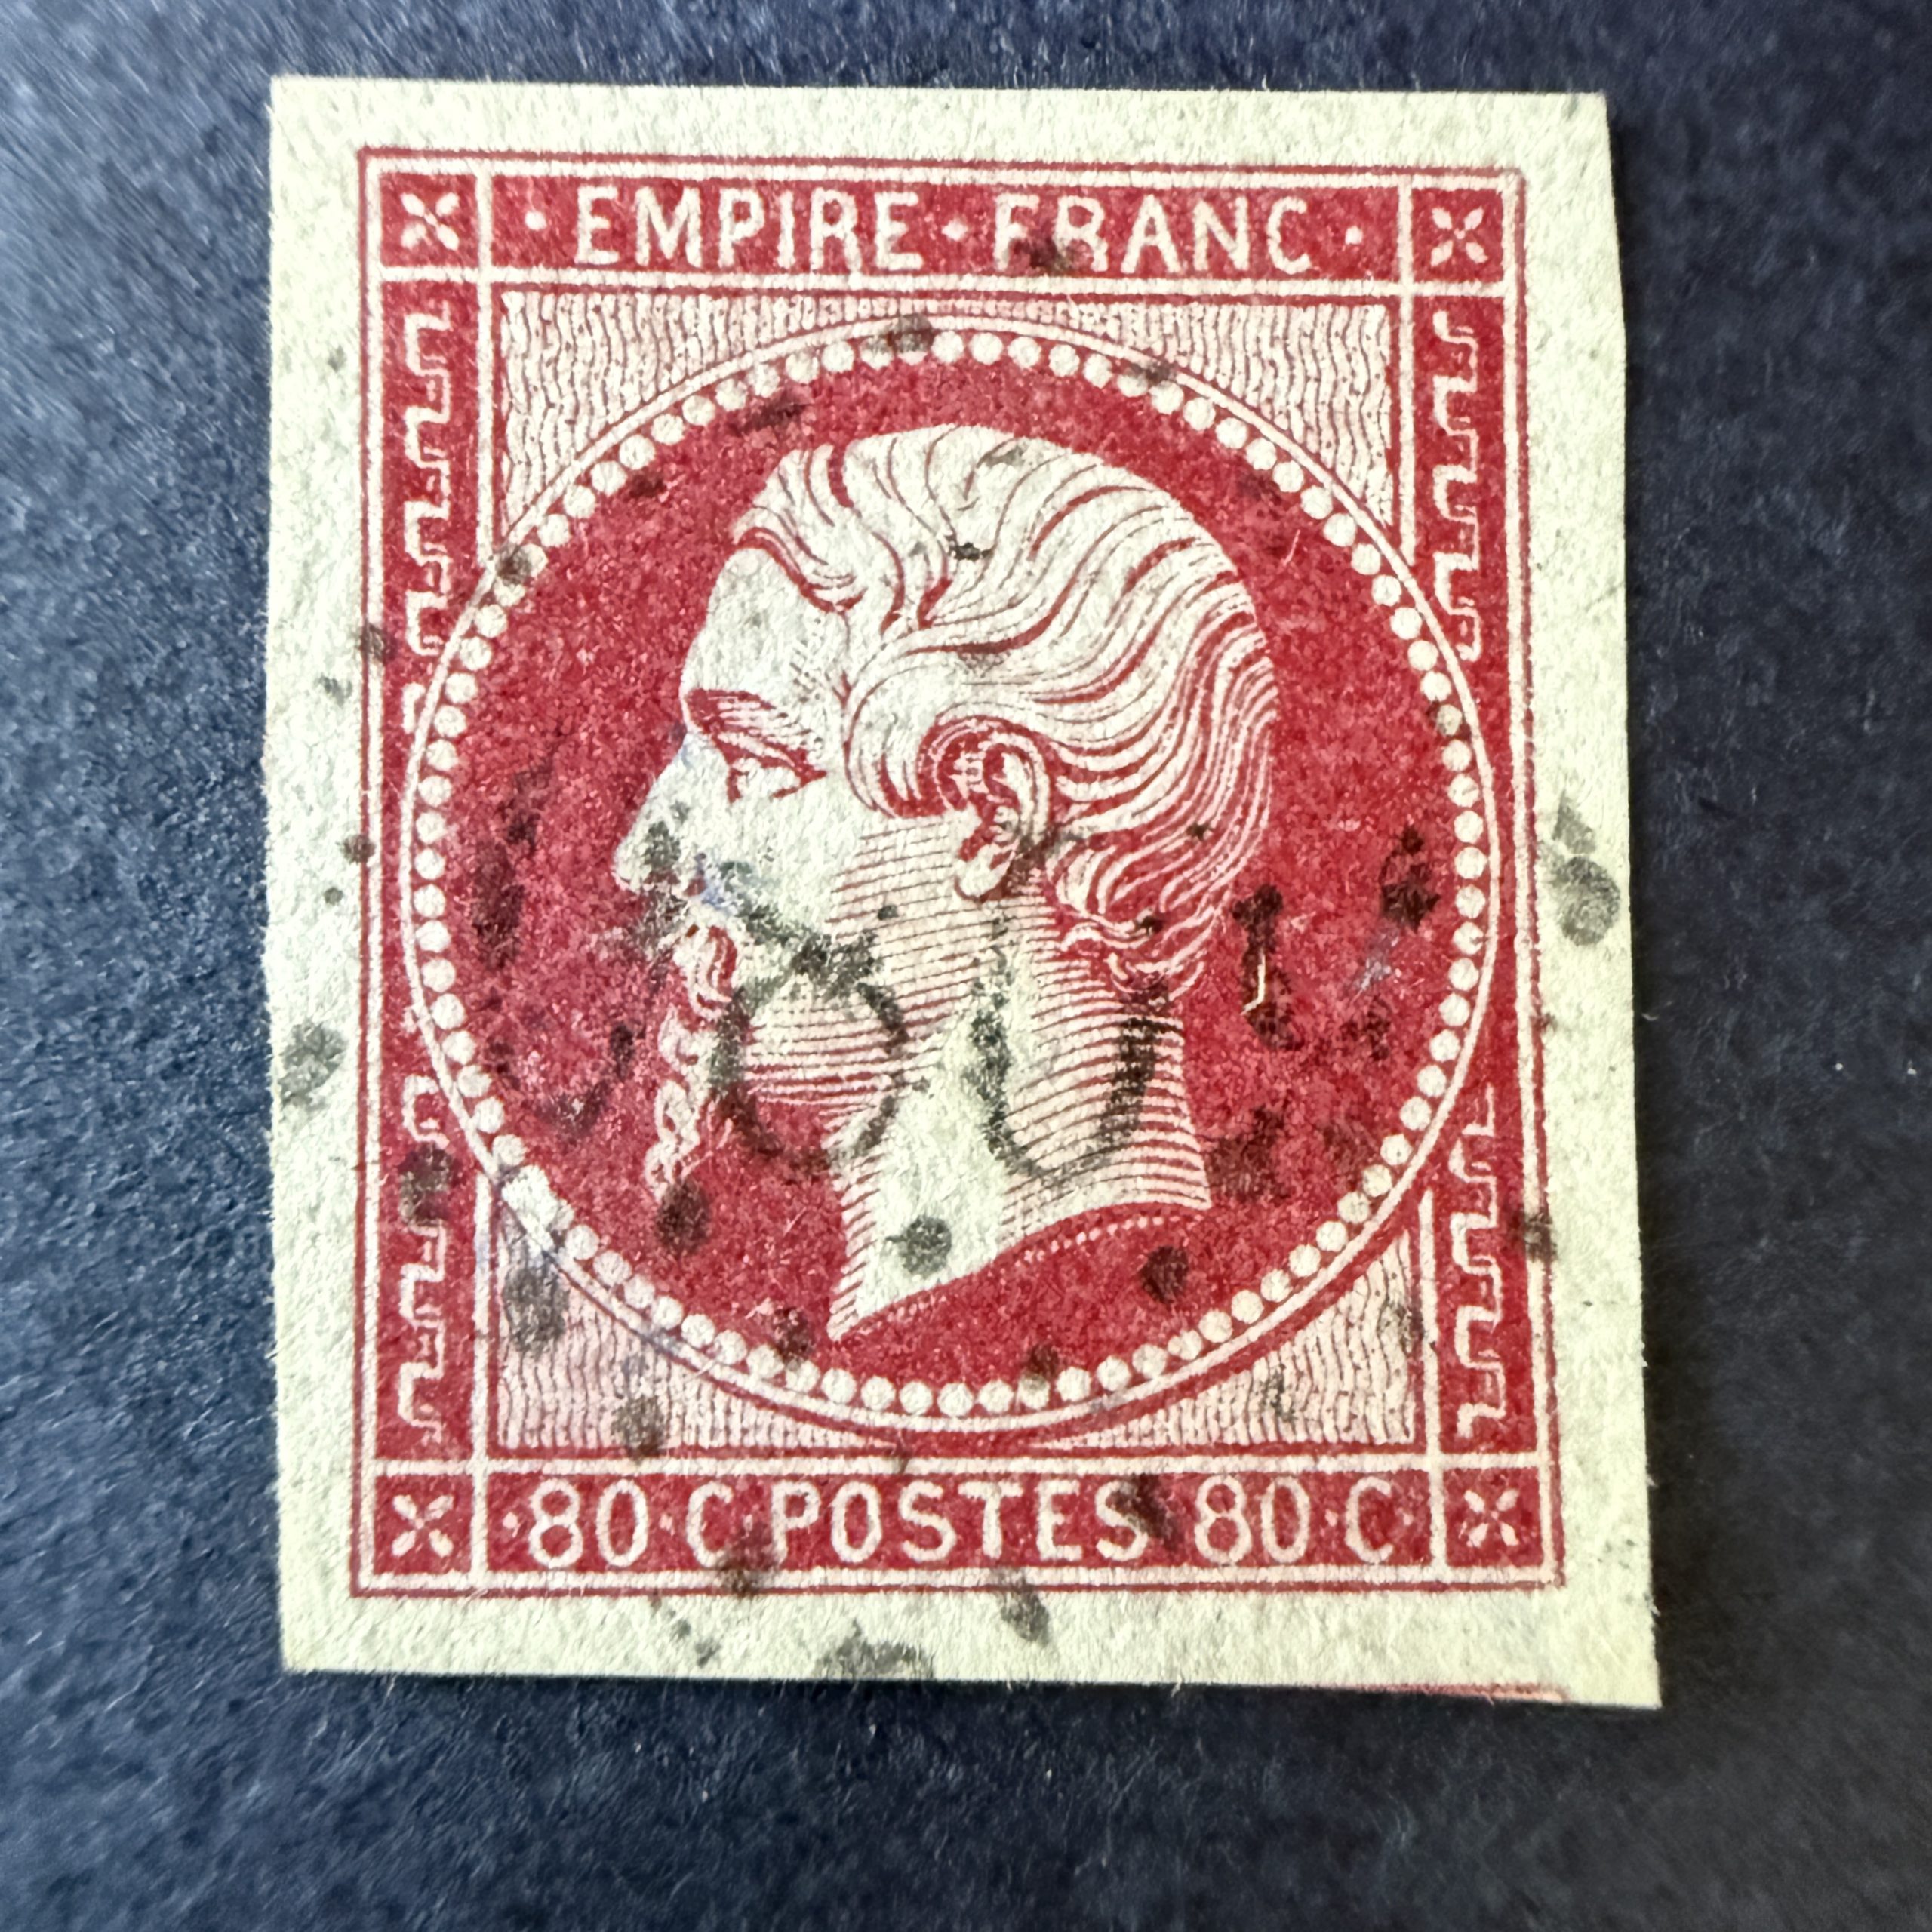 · EMPIRE · FRANC ·
·80·C POSTES 80·C·